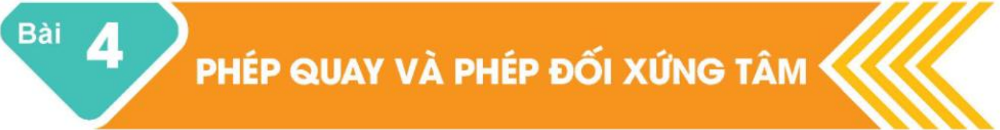 Bài 4
PHÉP QUAY VÀ PHÉP ĐỐI XỨNG TÂM